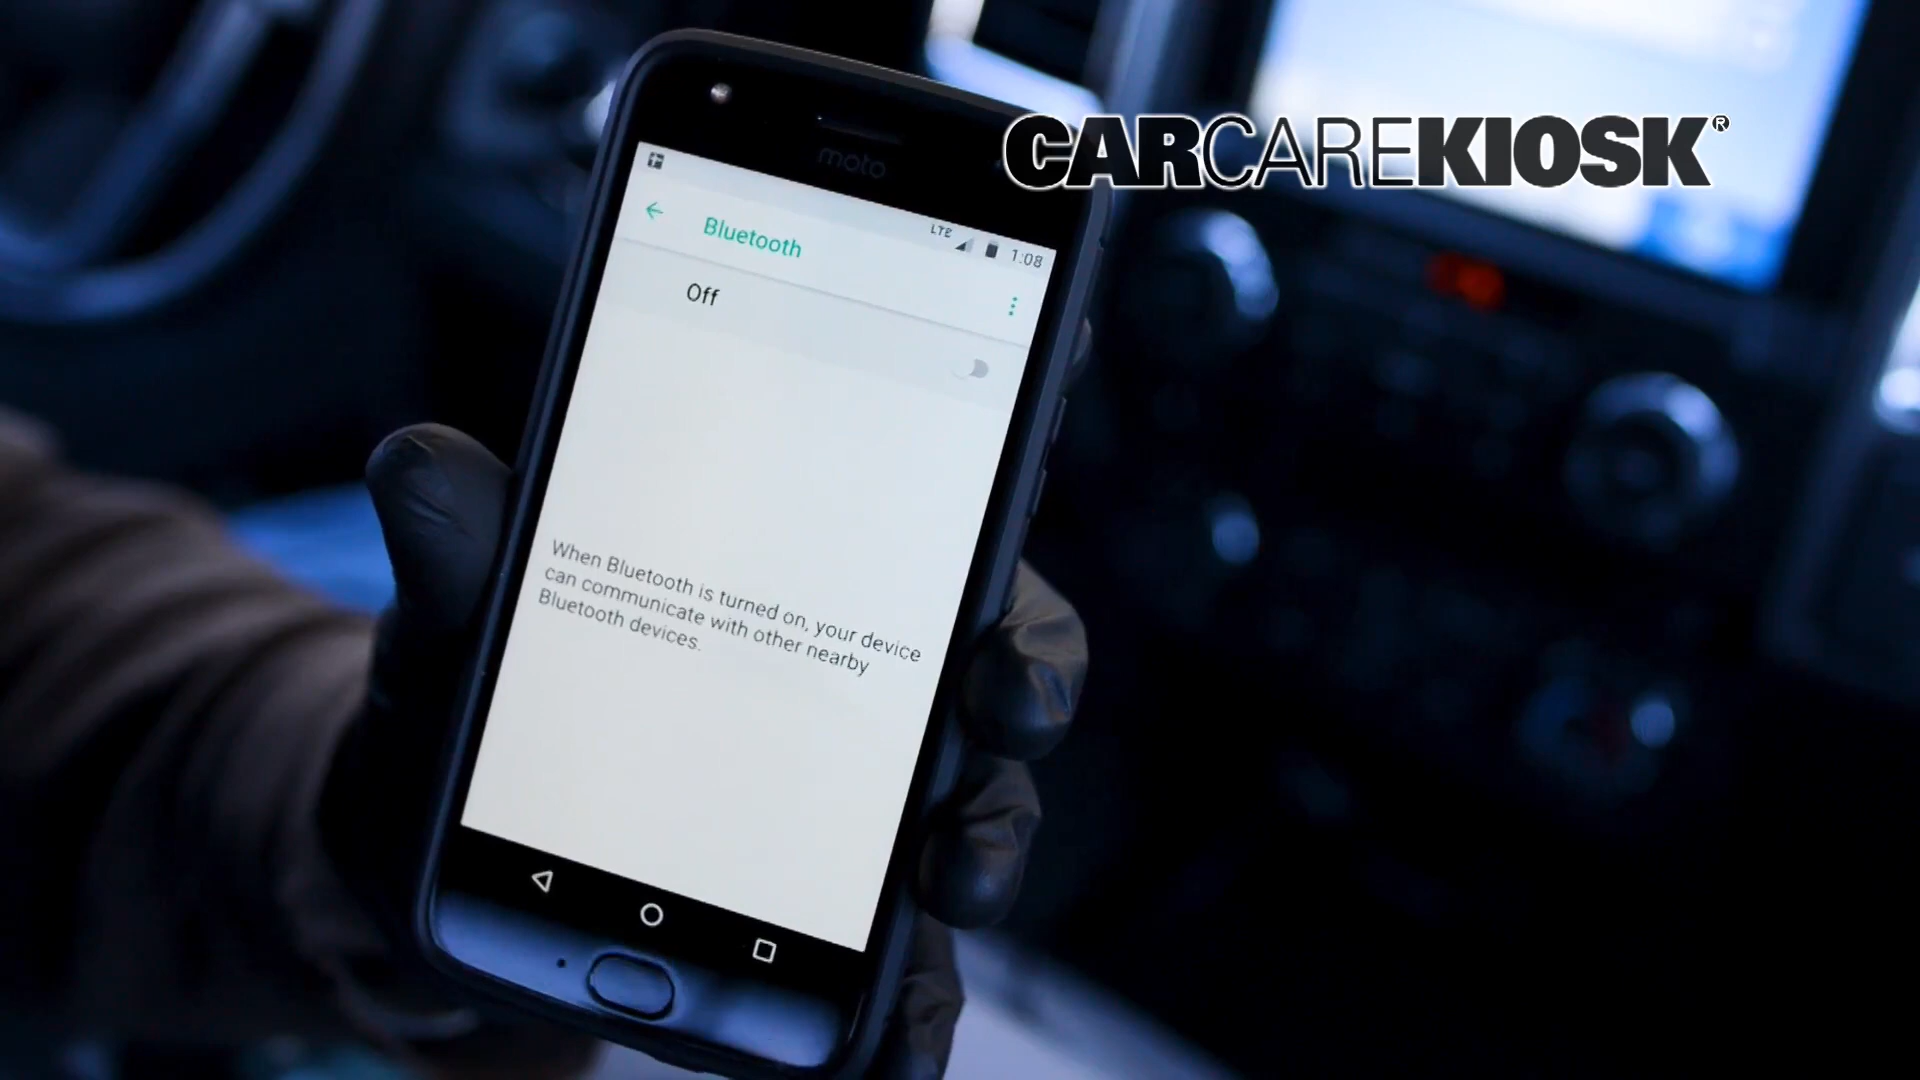 CARCAREKIOSK®
moto
LTE 1:08
Bluetooth
Off
When Bluetooth is turned on, your device
can communicate with other nearby
Bluetooth devices.